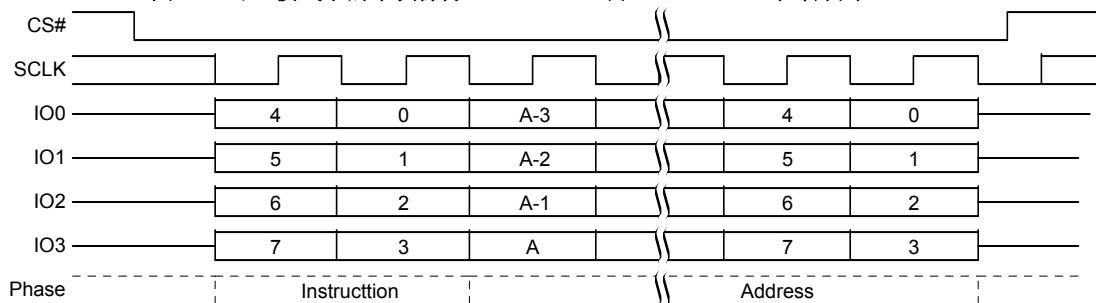 CS#
SCLK
IO0 4 0 A-3 4 0
IO1 5 1 A-2 5 1
IO2 6 2 A-1 6 2
IO3 7 3 A 7 3
Phase Instructtion Address